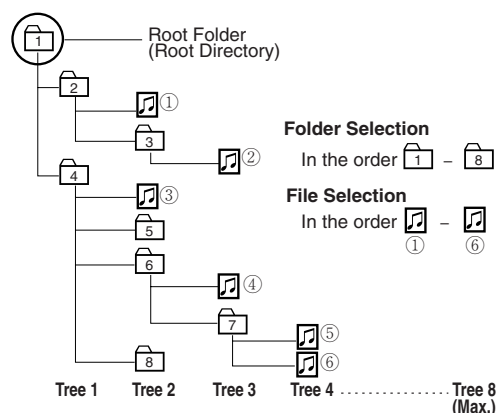 1
Root Folder
(Root Directory)
2
①
3
②
Folder Selection
In the order 1 – 8
4
③
File Selection
In the order –
① ⑥
5
6
④
7
⑤
⑥
8
Tree 1 Tree 2 Tree 3 Tree 4 ................ Tree 8
(Max.)